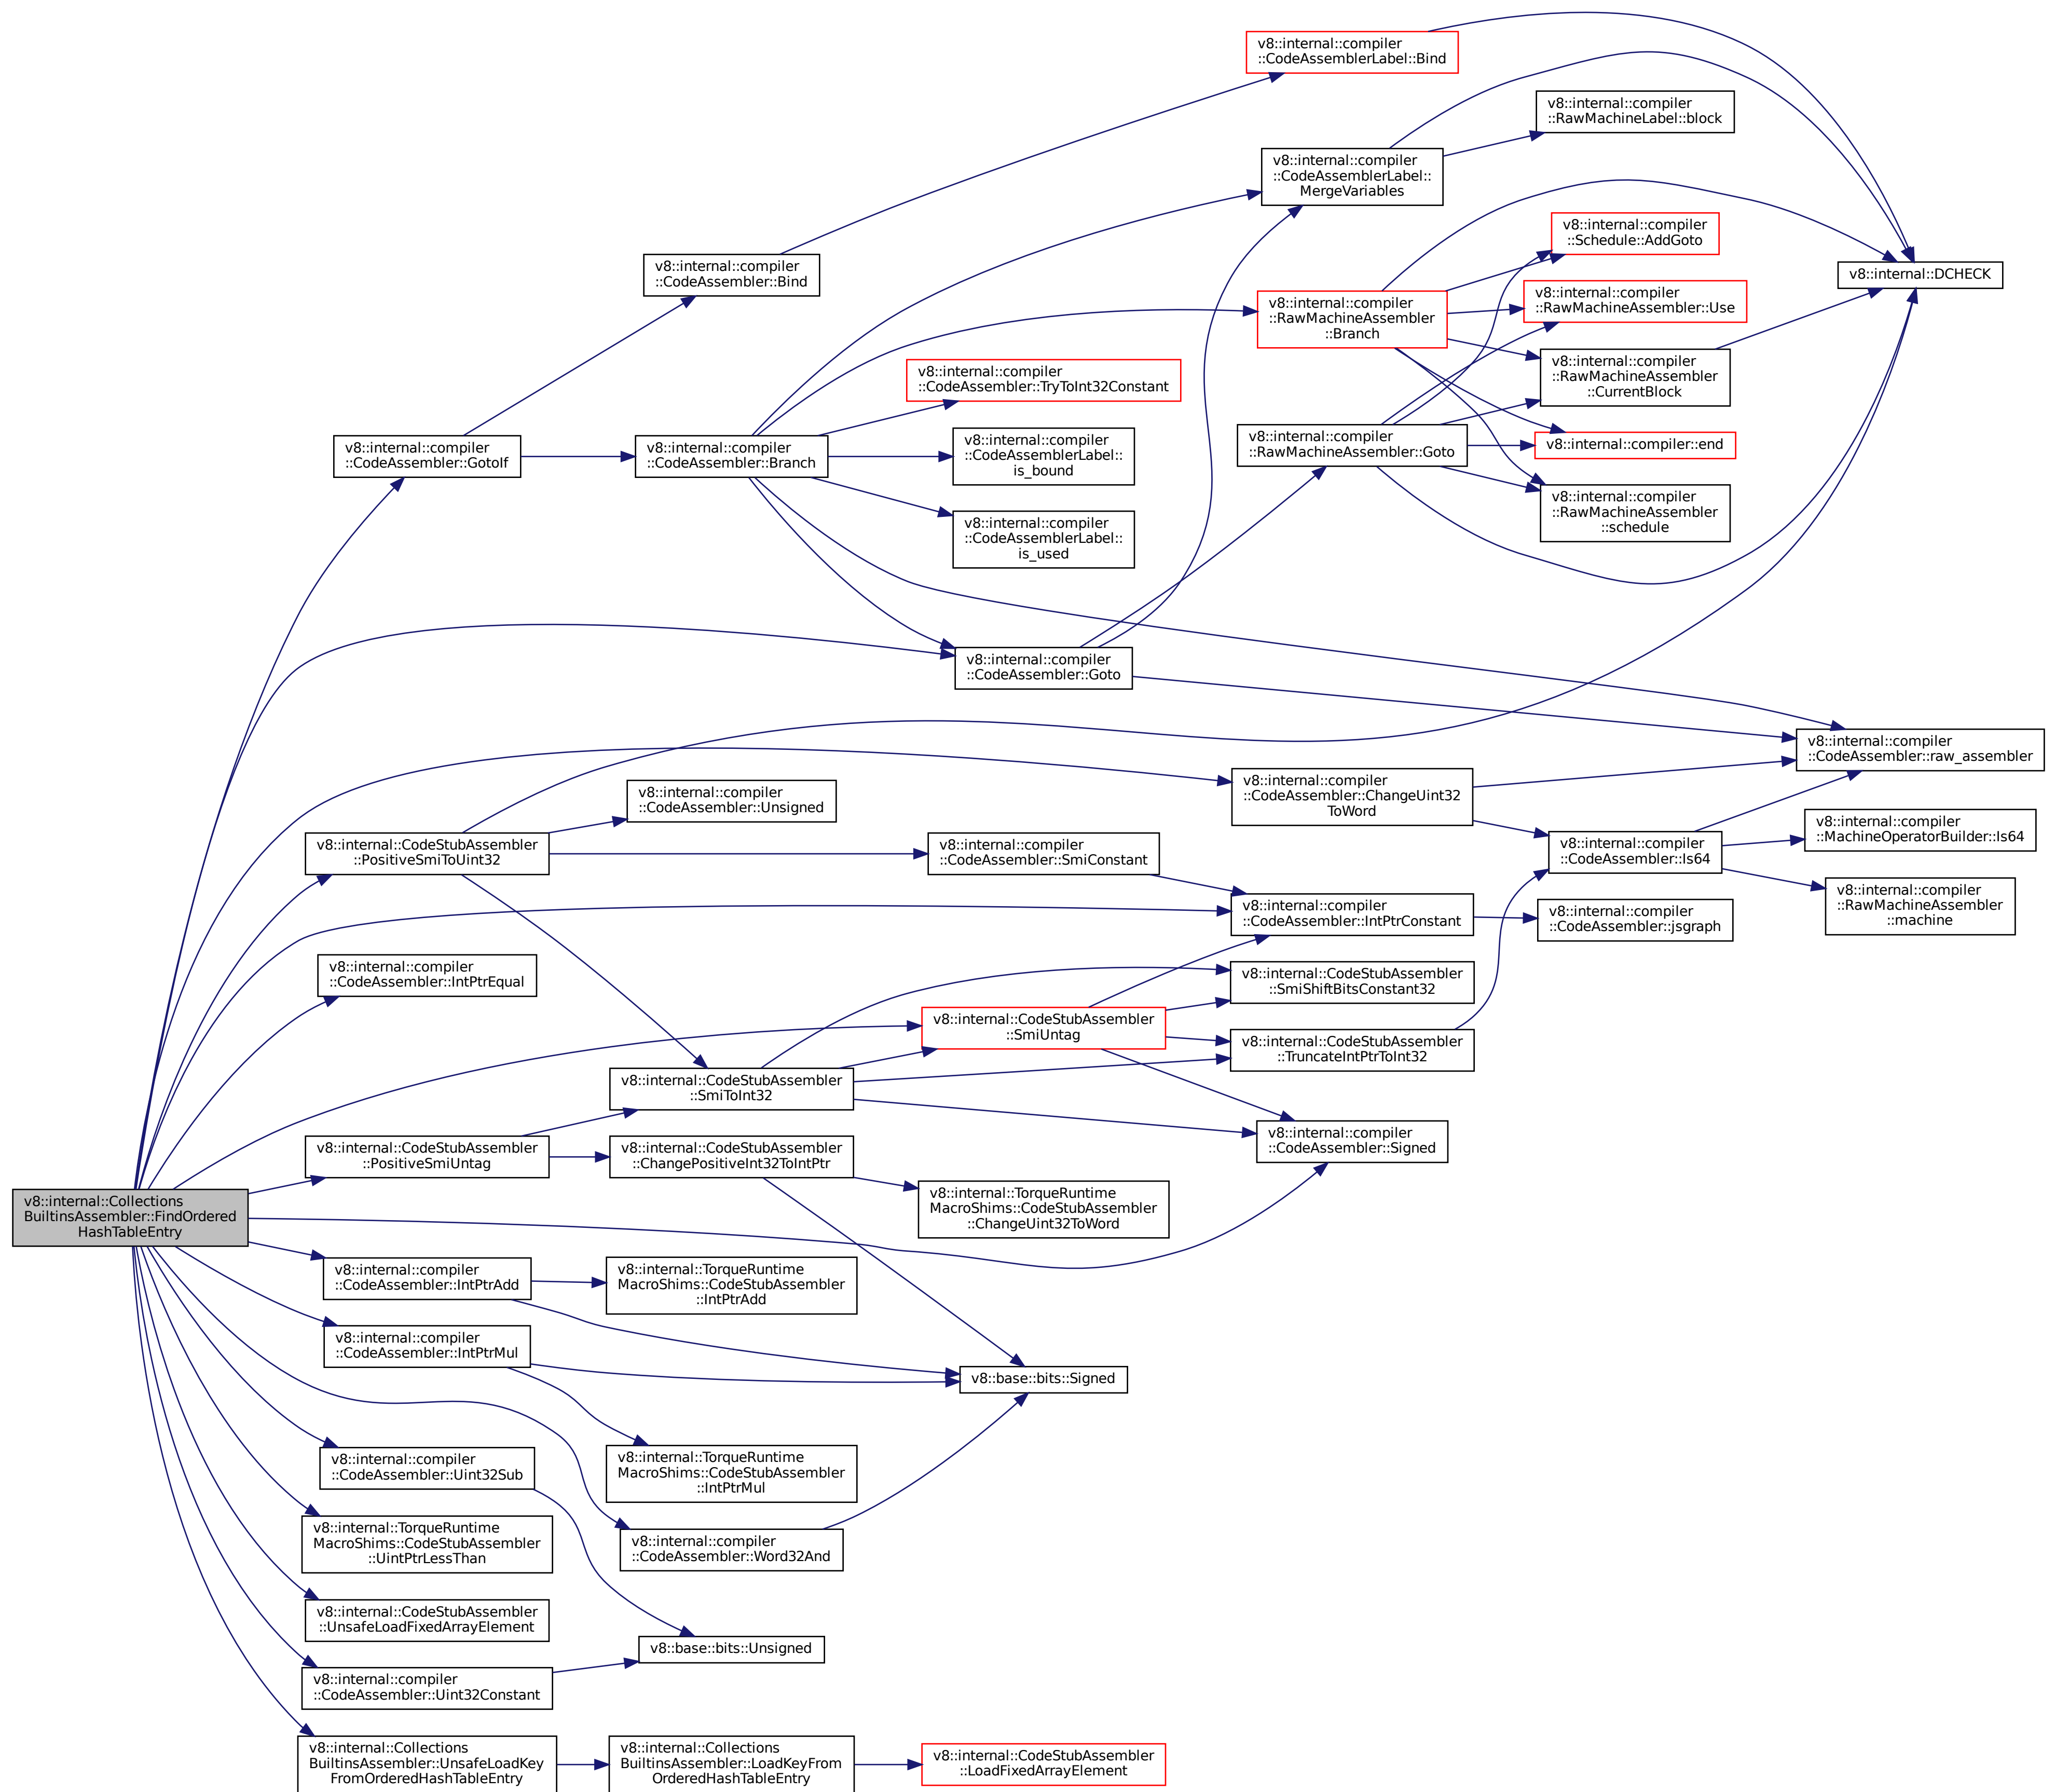 v8::internal::compiler
::CodeAssemblerLabel::Bind
v8::internal::compiler
::RawMachineLabel::block
v8::internal::compiler
::CodeAssemblerLabel::
MergeVariables
v8::internal::compiler
::Schedule::AddGoto
v8::internal::compiler
::CodeAssembler::Bind
v8::internal::DCHECK
v8::internal::compiler
::RawMachineAssembler
::Branch
v8::internal::compiler
::RawMachineAssembler::Use
v8::internal::compiler
::CodeAssembler::TryToInt32Constant
v8::internal::compiler
::RawMachineAssembler
::CurrentBlock
v8::internal::compiler
::CodeAssembler::GotoIf
v8::internal::compiler
::CodeAssembler::Branch
v8::internal::compiler
::CodeAssemblerLabel::
is_bound
v8::internal::compiler
::RawMachineAssembler::Goto
v8::internal::compiler::end
v8::internal::compiler
::CodeAssemblerLabel::
is_used
v8::internal::compiler
::RawMachineAssembler
::schedule
v8::internal::compiler
::CodeAssembler::Goto
v8::internal::compiler
::CodeAssembler::raw_assembler
v8::internal::compiler
::CodeAssembler::Unsigned
v8::internal::compiler
::CodeAssembler::ChangeUint32
ToWord
v8::internal::CodeStubAssembler
::PositiveSmiToUint32
v8::internal::compiler
::CodeAssembler::SmiConstant
v8::internal::compiler
::CodeAssembler::Is64
v8::internal::compiler
::MachineOperatorBuilder::Is64
v8::internal::compiler
::RawMachineAssembler
::machine
v8::internal::compiler
::CodeAssembler::IntPtrConstant
v8::internal::compiler
::CodeAssembler::jsgraph
v8::internal::compiler
::CodeAssembler::IntPtrEqual
v8::internal::CodeStubAssembler
::SmiShiftBitsConstant32
v8::internal::CodeStubAssembler
::SmiUntag
v8::internal::CodeStubAssembler
::TruncateIntPtrToInt32
v8::internal::CodeStubAssembler
::SmiToInt32
v8::internal::compiler
::CodeAssembler::Signed
v8::internal::CodeStubAssembler
::PositiveSmiUntag
v8::internal::CodeStubAssembler
::ChangePositiveInt32ToIntPtr
v8::internal::TorqueRuntime
MacroShims::CodeStubAssembler
::ChangeUint32ToWord
v8::internal::Collections
BuiltinsAssembler::FindOrdered
HashTableEntry
v8::internal::compiler
::CodeAssembler::IntPtrAdd
v8::internal::TorqueRuntime
MacroShims::CodeStubAssembler
::IntPtrAdd
v8::internal::compiler
::CodeAssembler::IntPtrMul
v8::base::bits::Signed
v8::internal::TorqueRuntime
MacroShims::CodeStubAssembler
::IntPtrMul
v8::internal::compiler
::CodeAssembler::Uint32Sub
v8::internal::TorqueRuntime
MacroShims::CodeStubAssembler
::UintPtrLessThan
v8::internal::compiler
::CodeAssembler::Word32And
v8::internal::CodeStubAssembler
::UnsafeLoadFixedArrayElement
v8::base::bits::Unsigned
v8::internal::compiler
::CodeAssembler::Uint32Constant
v8::internal::Collections
BuiltinsAssembler::UnsafeLoadKey
FromOrderedHashTableEntry
v8::internal::Collections
BuiltinsAssembler::LoadKeyFrom
OrderedHashTableEntry
v8::internal::CodeStubAssembler
::LoadFixedArrayElement